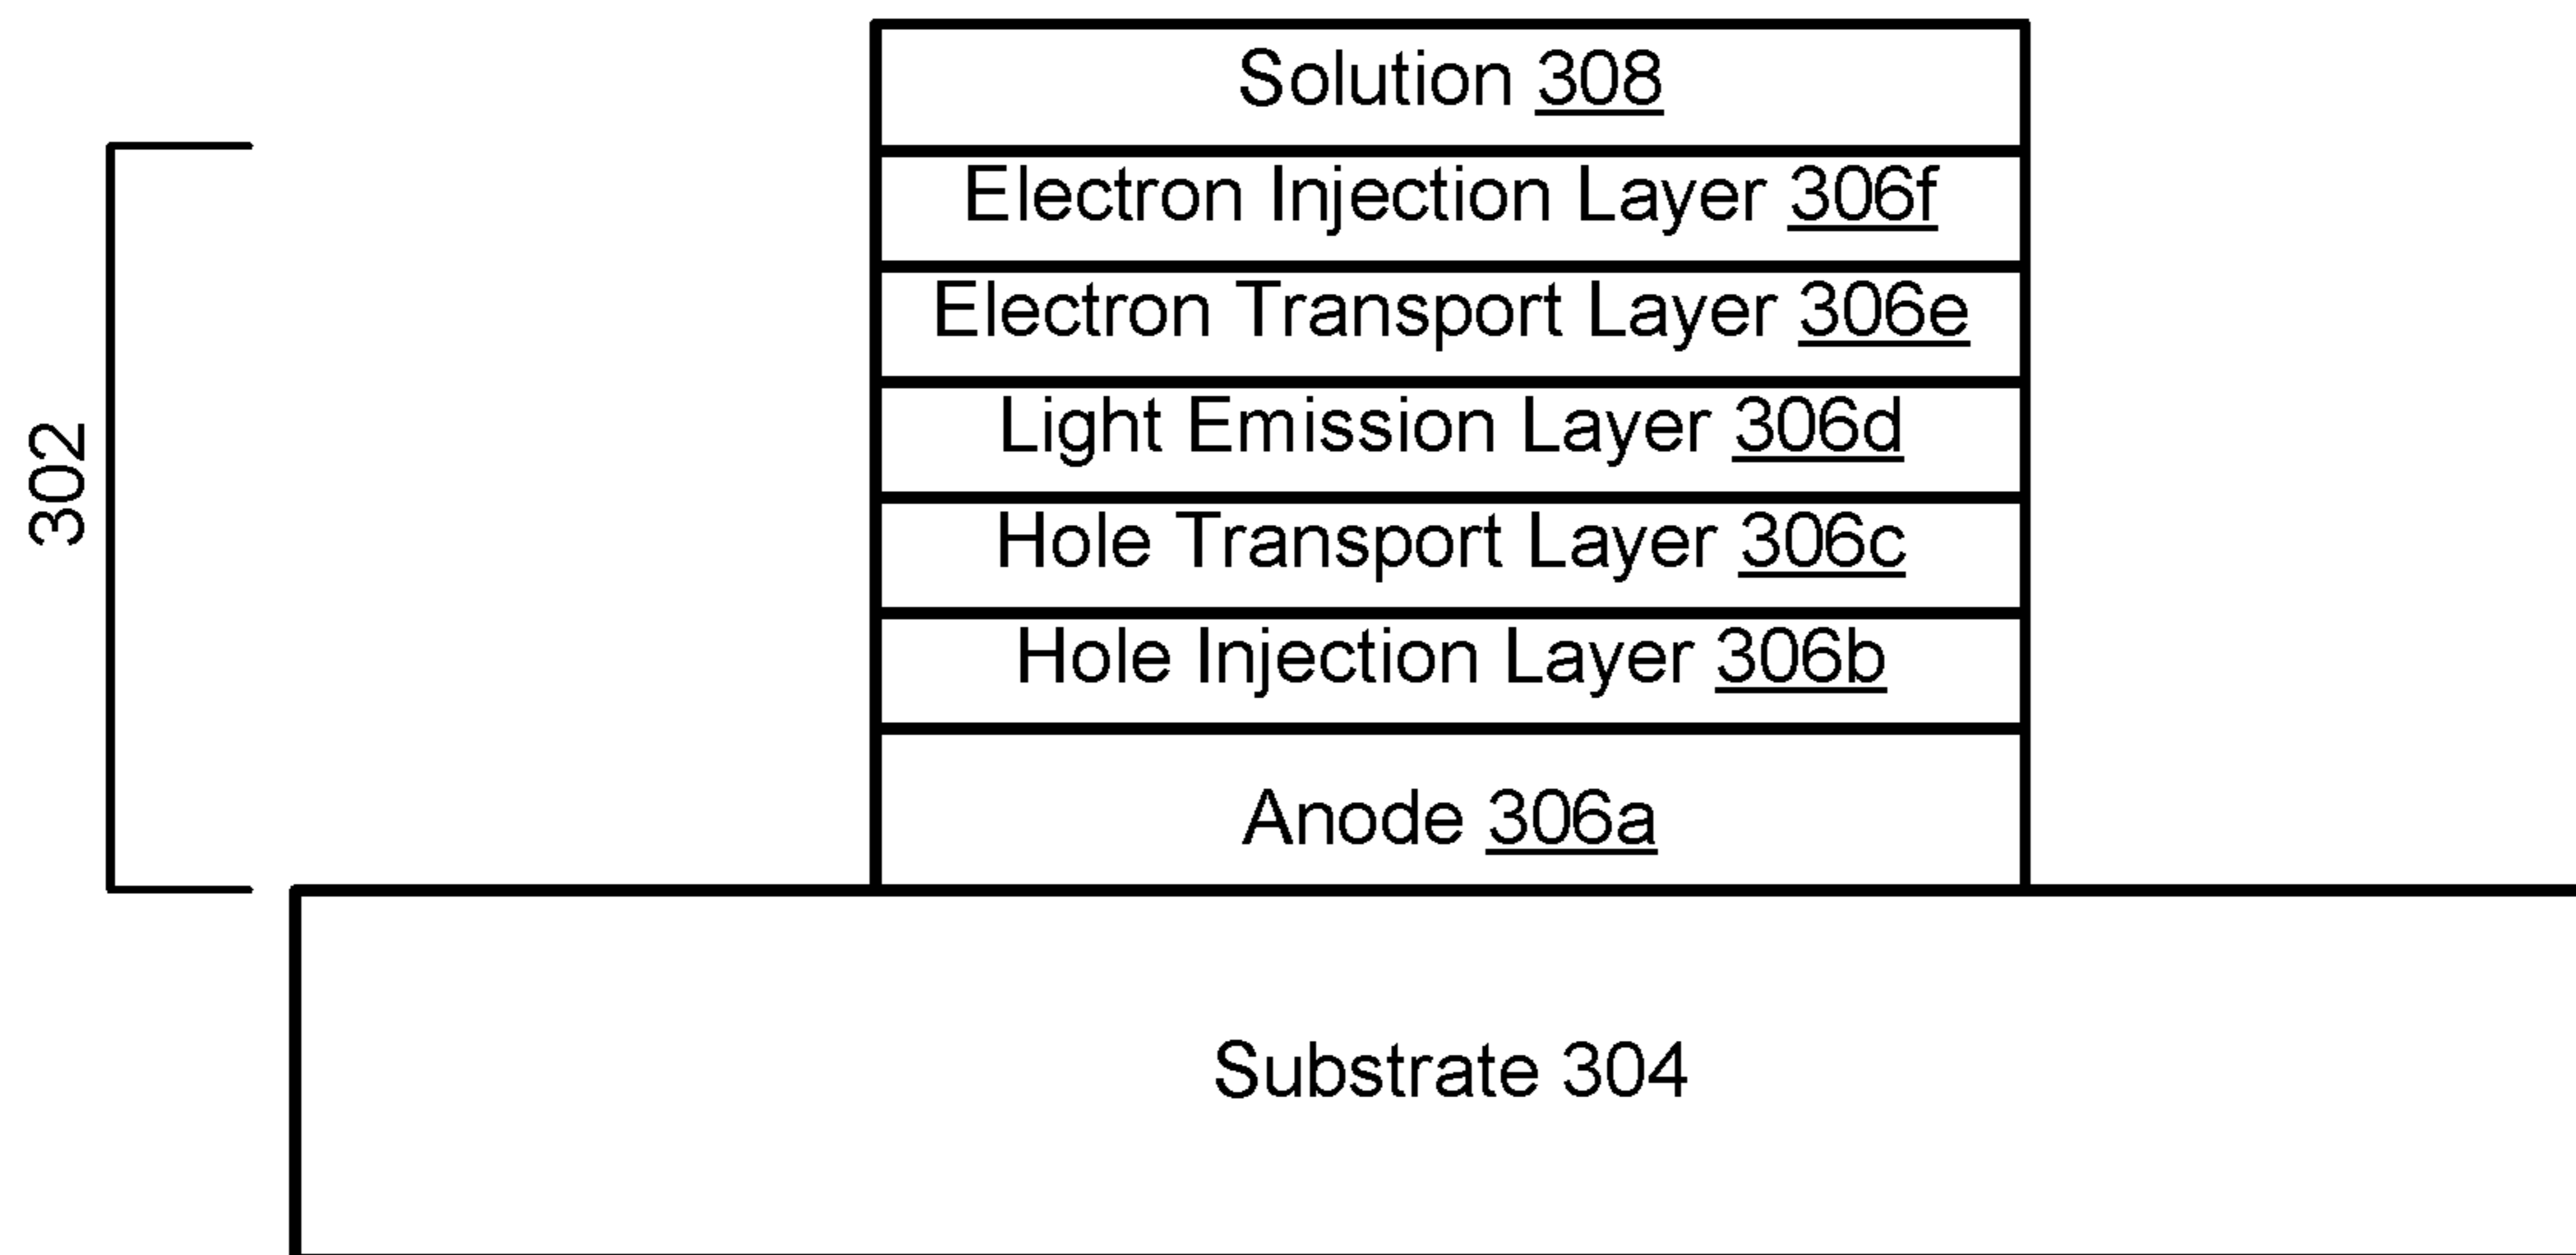 Solution 308
Electron Injection Layer 306f
Electron Transport Layer 306e
Light Emission Layer 306d
302
Hole Transport Layer 306c
Hole Injection Layer 306b
Anode 306a
Substrate 304